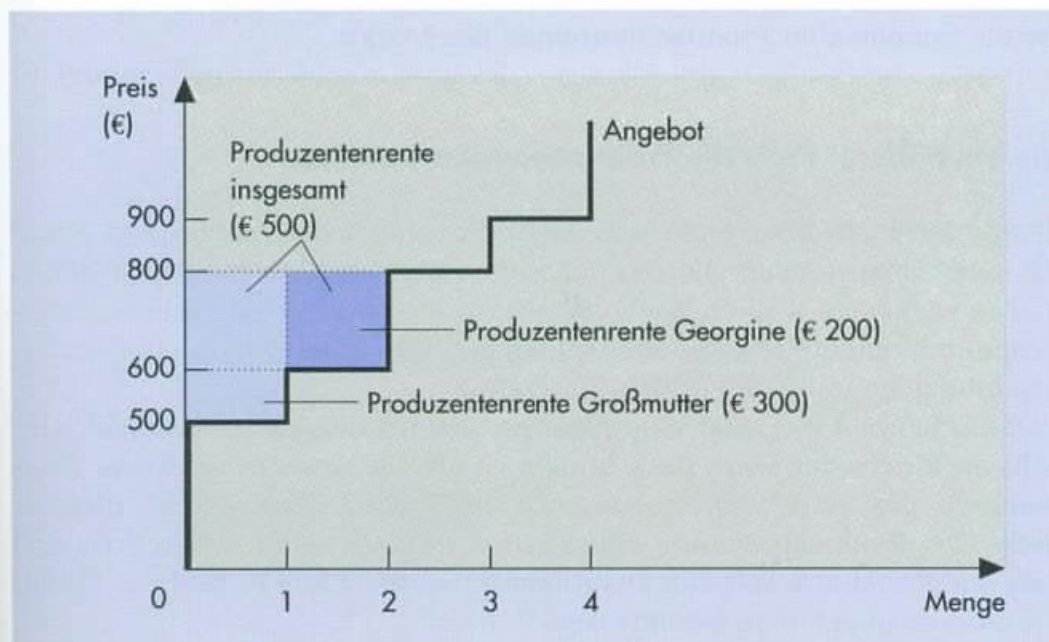 Preis
(€)
Angebot
Produzentenrente
insgesamt
(€ 500)
900
800
Produzentenrente Georgine (€ 200)
600
Produzentenrente Großmutter (€ 300)
500
0
1
2
3
4
Menge